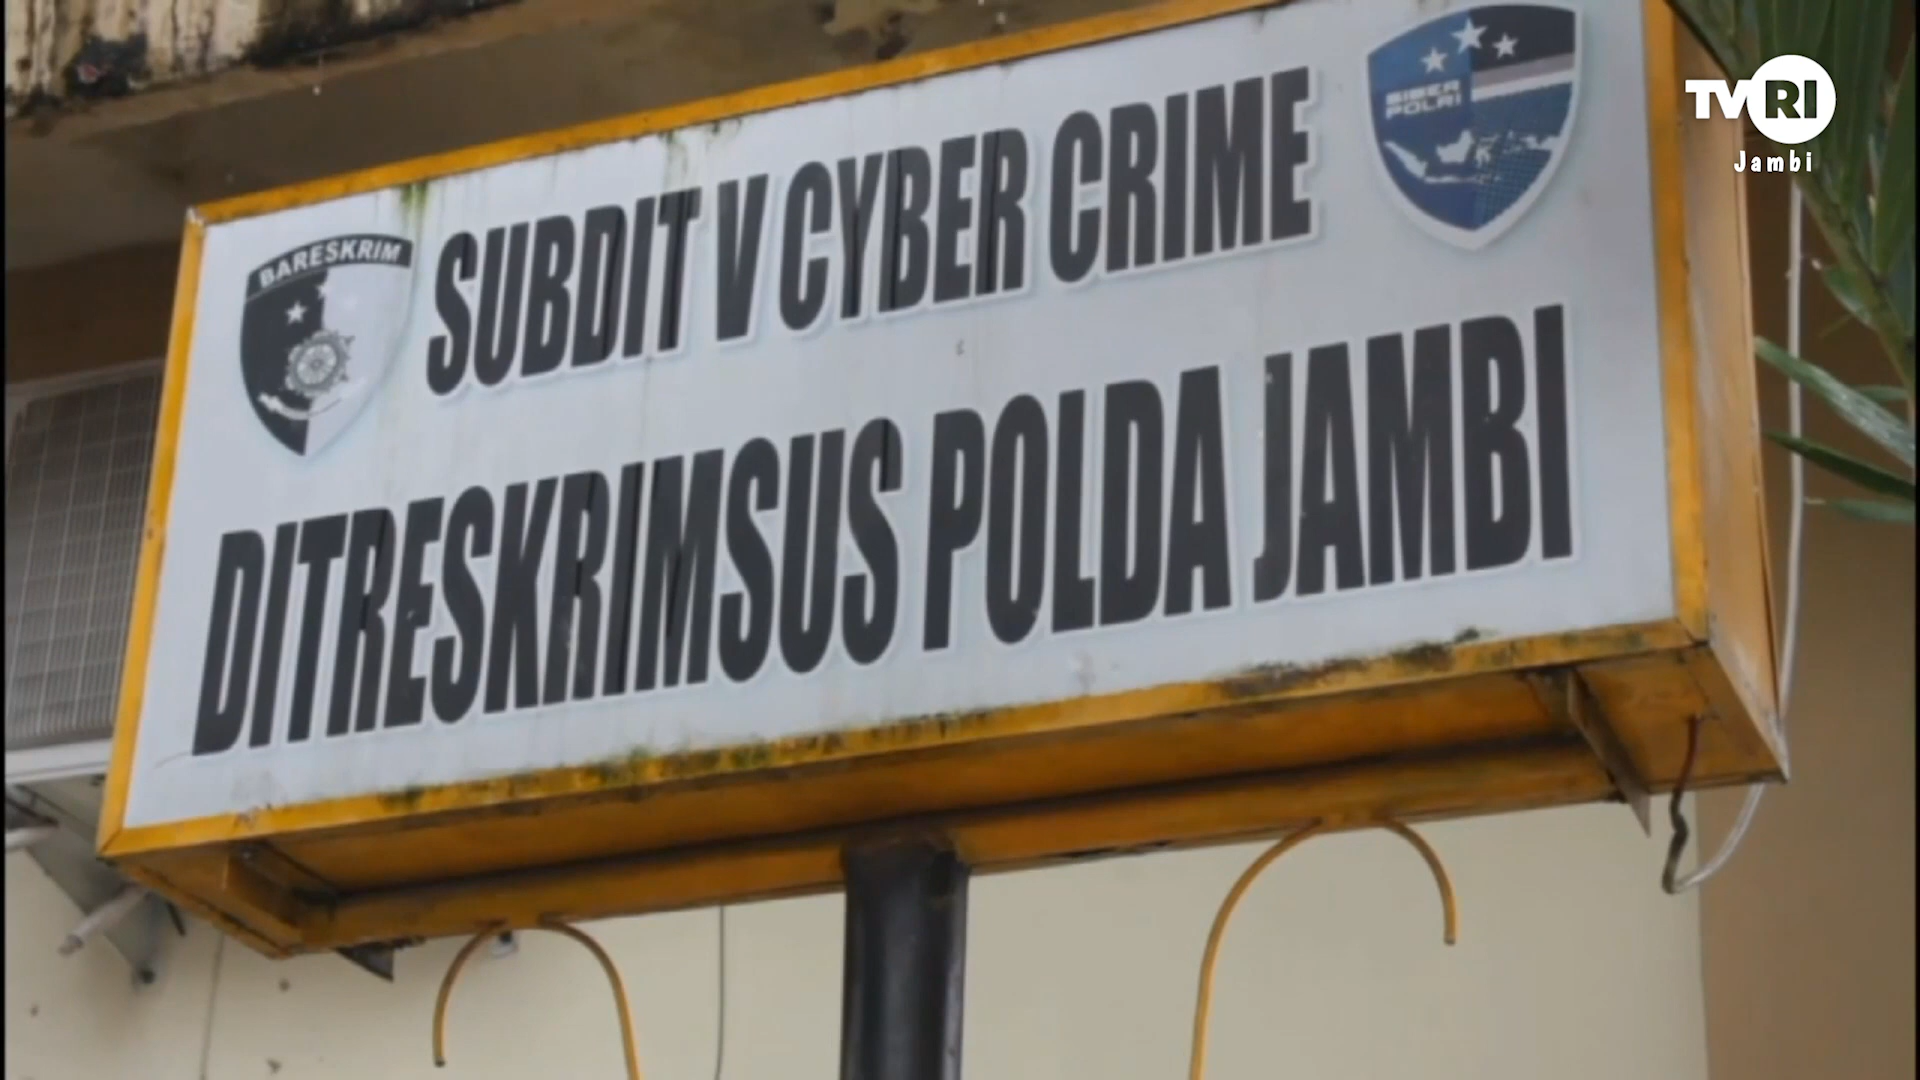 TVRI
Jambi
BARESKRIM
SUBDIT V CYBER CRIME
SIBER
POLRI
DITRESKRIMSUS POLDA JAMBI